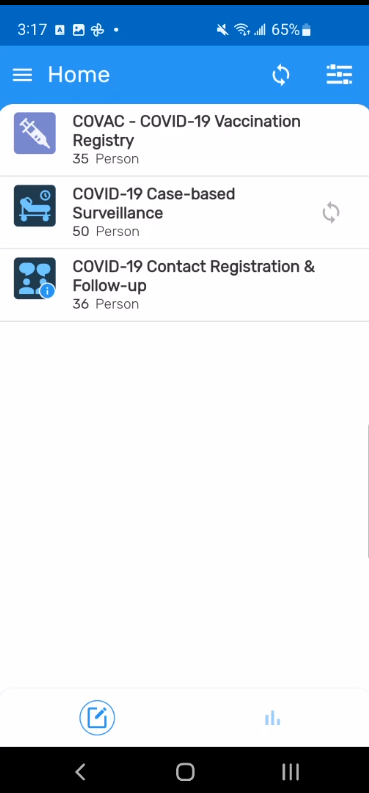 3:17
65%
Home
COVAC - COVID-19 Vaccination
Registry
35 Person
COVID-19 Case-based
Surveillance
50 Person
COVID-19 Contact Registration &
Follow-up
36 Person